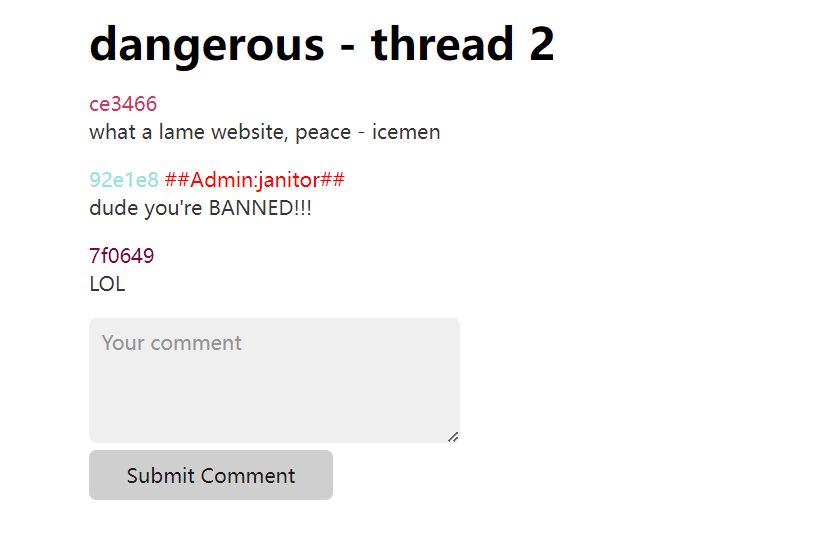 dangerous - thread 2
ce3466
what a lame website, peace - icemen
92e1e8 ##Admin:janitor##
dude you're BANNED!!!
7f0649
LOL
Your comment
Submit Comment